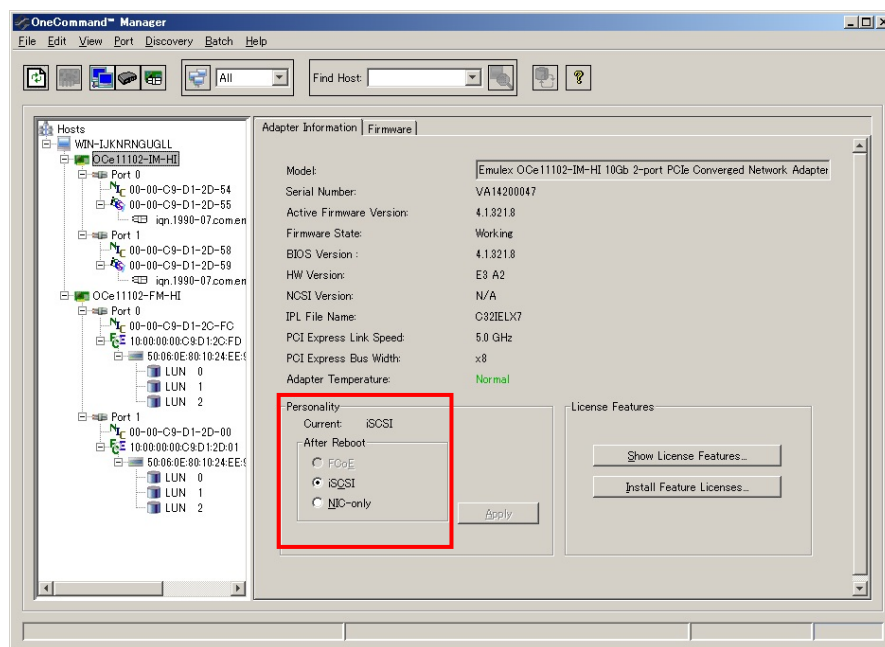 OneCommand™ Manager
File Edit View Port Discovery Batch Help
All
Find Host:
Hosts
WIN-IJKNRNGUGLL
OCe11102-IM-HI
Port 0
NIC 00-00-C9-D1-2D-54
00-00-C9-D1-2D-55
iqn.1990-07.com.em
Port 1
NIC 00-00-C9-D1-2D-58
00-00-C9-D1-2D-59
iqn.1990-07.com.em
OCe11102-FM-HI
Port 0
NIC 00-00-C9-D1-2C-FC
FCoE 10:00:00:00:C9:D1:2C:FD
50:06:0E:80:10:24:EE:
LUN 0
LUN 1
LUN 2
Port 1
NIC 00-00-C9-D1-2D-00
FCoE 10:00:00:00:C9:D1:2D:01
50:06:0E:80:10:24:EE:
LUN 0
LUN 1
LUN 2
Adapter Information Firmware
Model: Emulex OCe11102-IM-HI 10Gb 2-port PCIe Converged Network Adapter
Serial Number: VA14200047
Active Firmware Version: 4.1.321.8
Firmware State: Working
BIOS Version : 4.1.321.8
HW Version: E3 A2
NCSI Version: N/A
IPL File Name: C32IELX7
PCI Express Link Speed: 5.0 GHz
PCI Express Bus Width: x8
Adapter Temperature: Normal
Personality
Current: iSCSI
After Reboot
FCoE
iSCSI
NIC-only
Apply
License Features
Show License Features...
Install Feature Licenses...